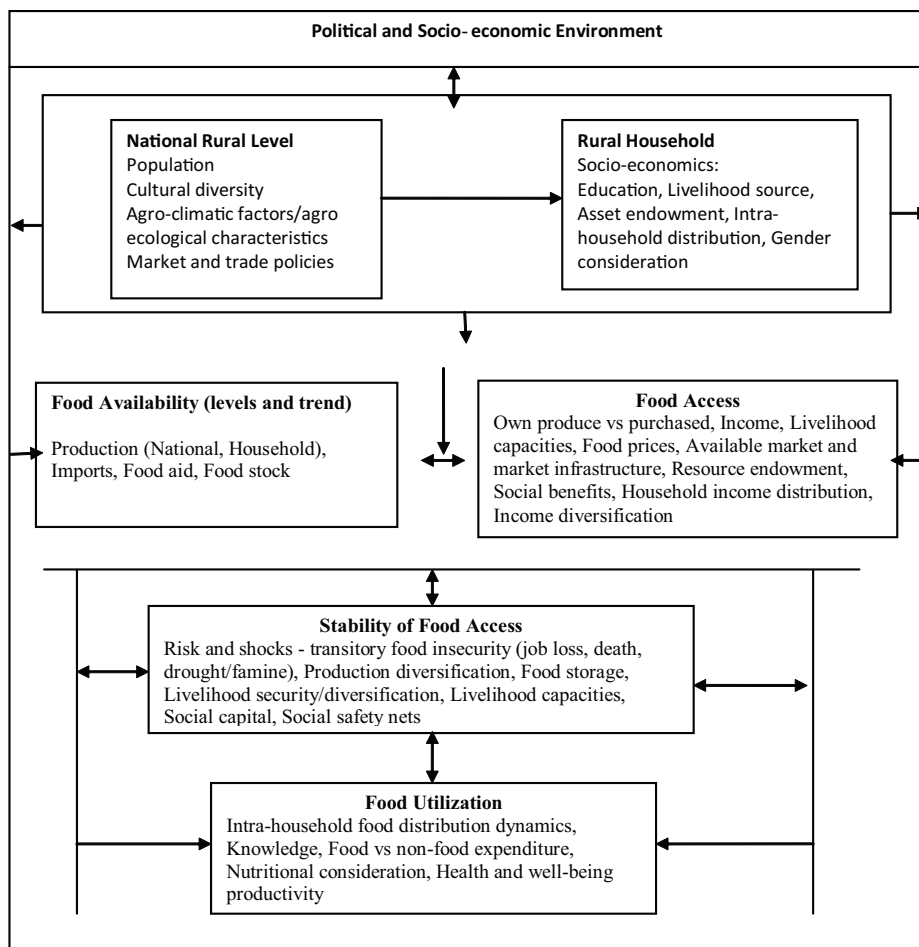 Political and Socio- economic Environment
National Rural Level
Population
Cultural diversity
Agro-climatic factors/agro
ecological characteristics
Market and trade policies
Rural Household
Socio-economics:
Education, Livelihood source,
Asset endowment, Intra-
household distribution, Gender
consideration
Food Availability (levels and trend)
Production (National, Household),
Imports, Food aid, Food stock
Food Access
Own produce vs purchased, Income, Livelihood
capacities, Food prices, Available market and
market infrastructure, Resource endowment,
Social benefits, Household income distribution,
Income diversification
Stability of Food Access
Risk and shocks - transitory food insecurity (job loss, death,
drought/famine), Production diversification, Food storage,
Livelihood security/diversification, Livelihood capacities,
Social capital, Social safety nets
Food Utilization
Intra-household food distribution dynamics,
Knowledge, Food vs non-food expenditure,
Nutritional consideration, Health and well-being
productivity